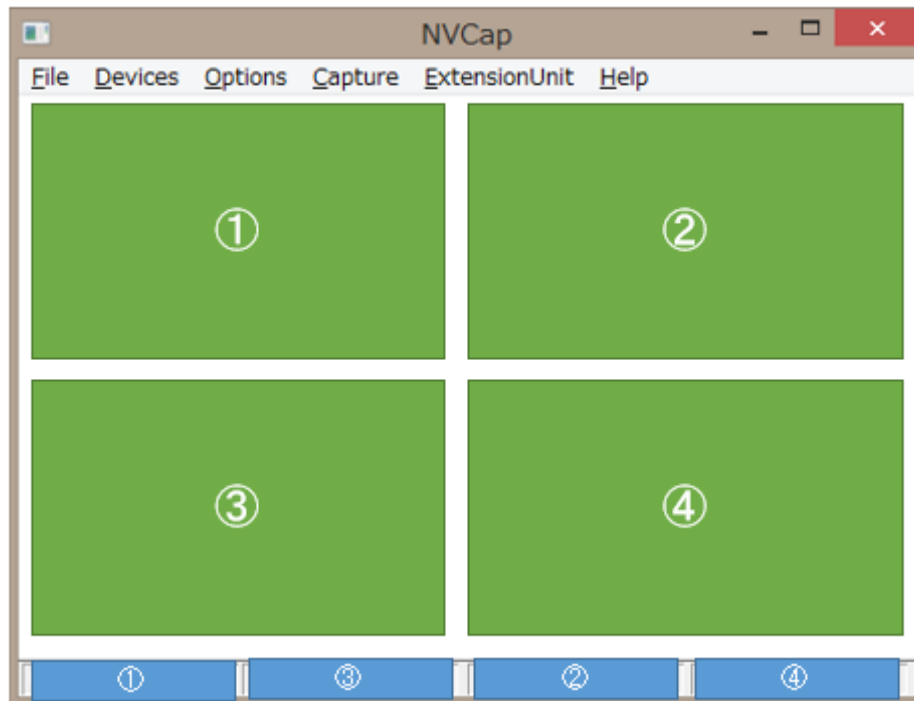 NVCap
File Devices Options Capture ExtensionUnit Help
① ②
③ ④
① ③ ② ④